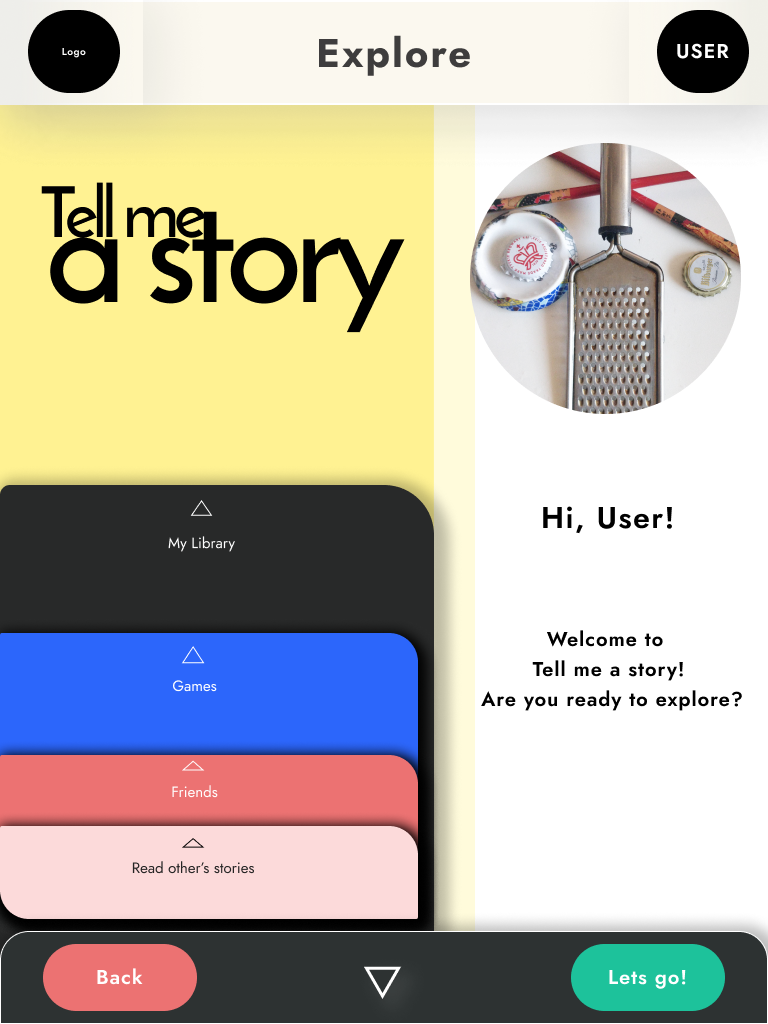 Logo
Explore
USER
Tell me
a story
My Library
Games
Friends
Read other's stories
Hi, User!
Welcome to
Tell me a story!
Are you ready to explore?
Back
Lets go!